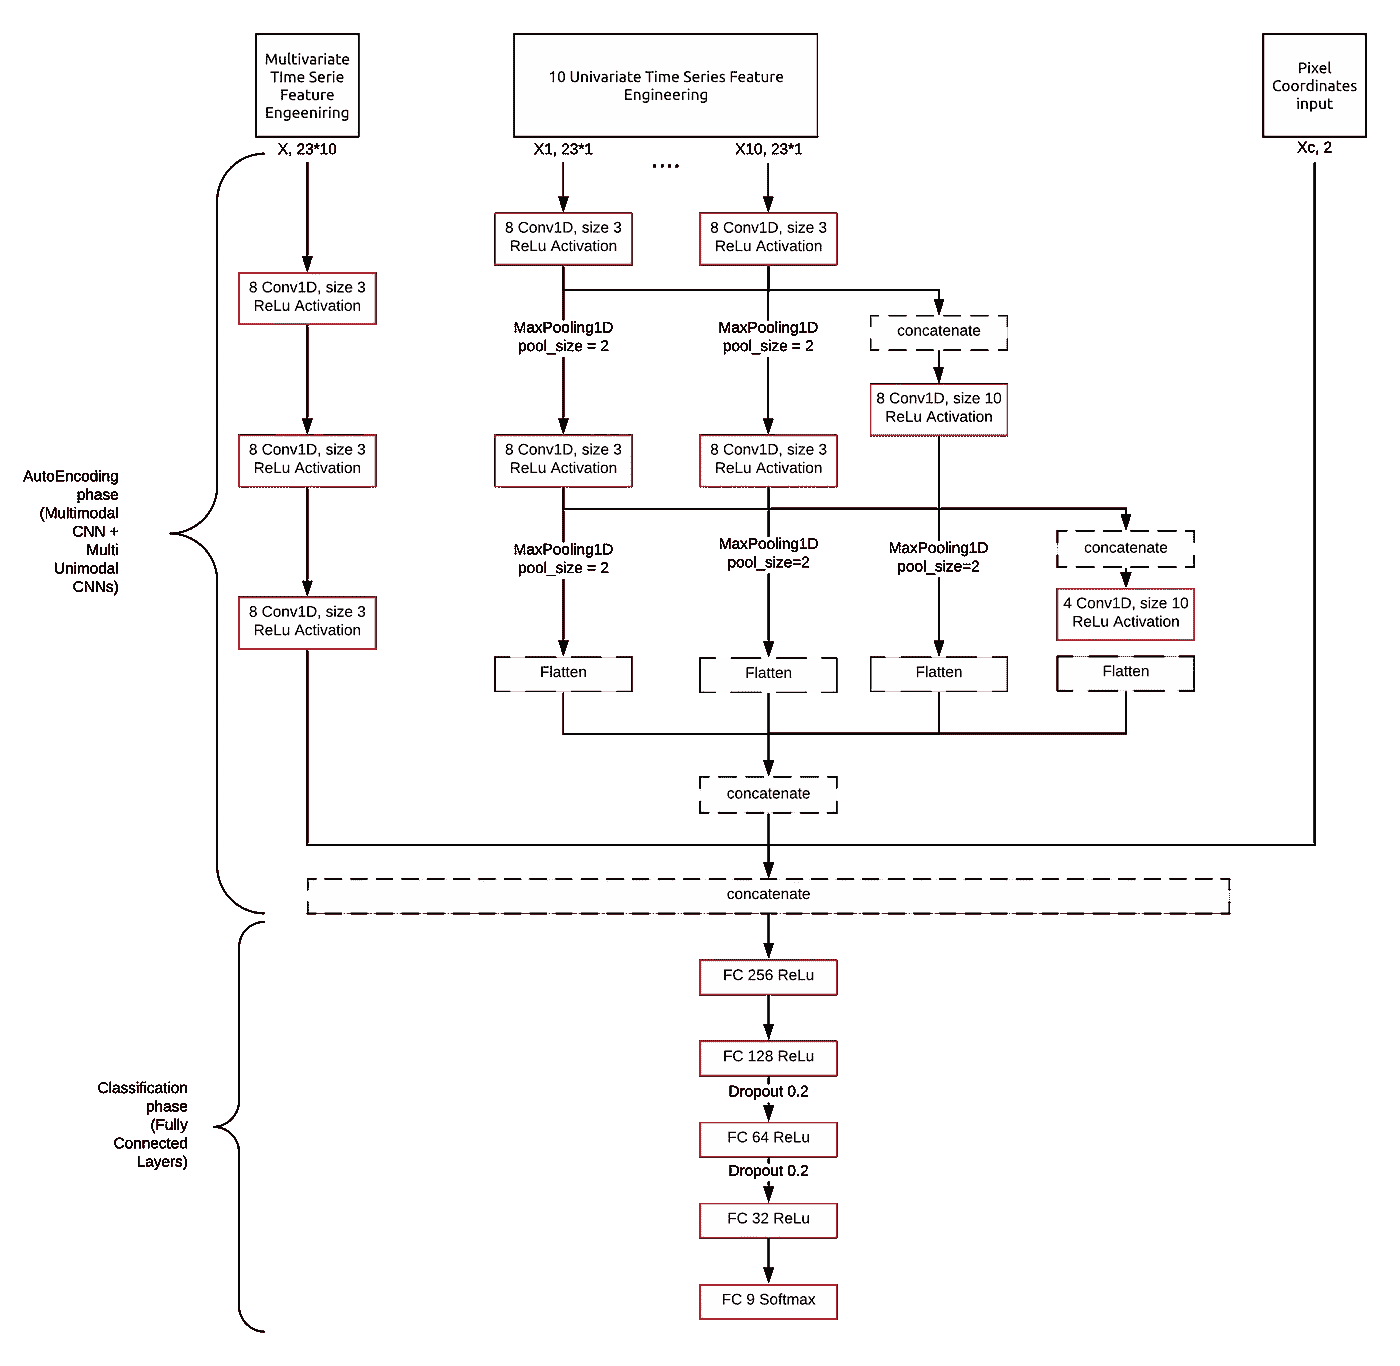 Multivariate
TIme Serie
Feature
Engeeniring
10 Univariate Time Series Feature
Engineering
Pixel
Coordinates
input
X, 23*10
X1, 23*1
....
X10, 23*1
Xc, 2
8 Conv1D, size 3
ReLu Activation
8 Conv1D, size 3
ReLu Activation
8 Conv1D, size 3
ReLu Activation
MaxPooling1D
pool_size = 2
MaxPooling1D
pool_size = 2
concatenate
8 Conv1D, size 10
ReLu Activation
8 Conv1D, size 3
ReLu Activation
8 Conv1D, size 3
ReLu Activation
8 Conv1D, size 3
ReLu Activation
AutoEncoding
phase
(Multimodal
CNN +
Multi
Unimodal
CNNs)
MaxPooling1D
pool_size = 2
MaxPooling1D
pool_size=2
MaxPooling1D
pool_size=2
concatenate
4 Conv1D, size 10
ReLu Activation
8 Conv1D, size 3
ReLu Activation
Flatten
Flatten
Flatten
Flatten
concatenate
concatenate
FC 256 ReLu
FC 128 ReLu
Dropout 0.2
FC 64 ReLu
Dropout 0.2
FC 32 ReLu
FC 9 Softmax
Classification
phase
(Fully
Connected
Layers)